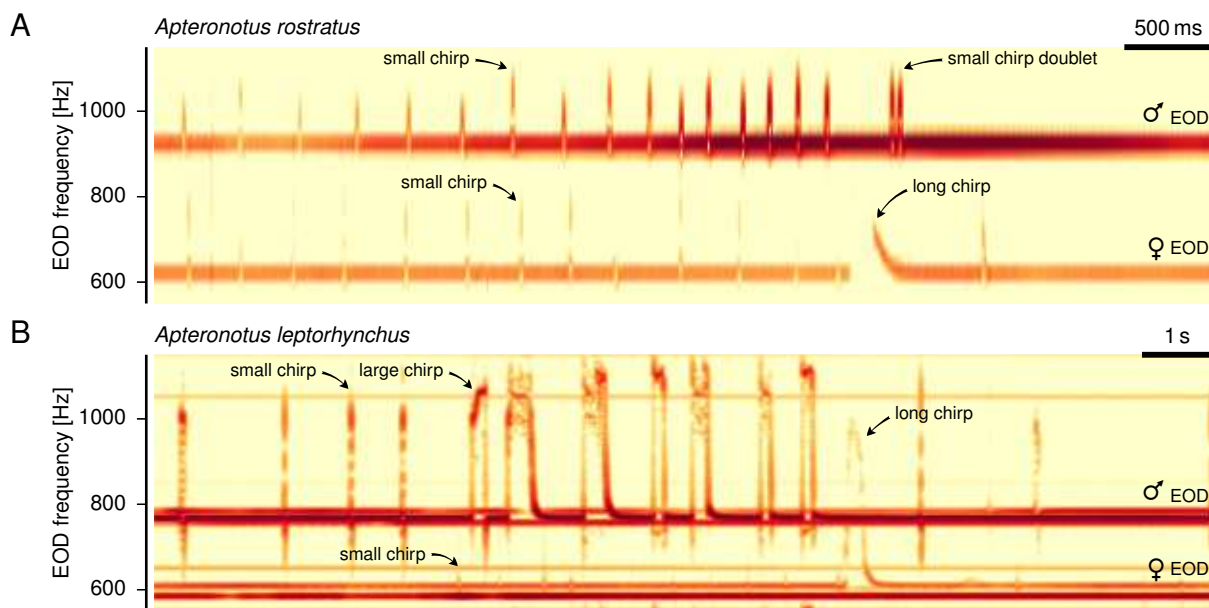 A
Apteronotus rostratus
500 ms
EOD frequency [Hz]
1000
800
600
small chirp
small chirp doublet
♂ EOD
small chirp
long chirp
♀ EOD
B
Apteronotus leptorhynchus
1 s
EOD frequency [Hz]
1000
800
600
small chirp
large chirp
long chirp
♂ EOD
small chirp
♀ EOD